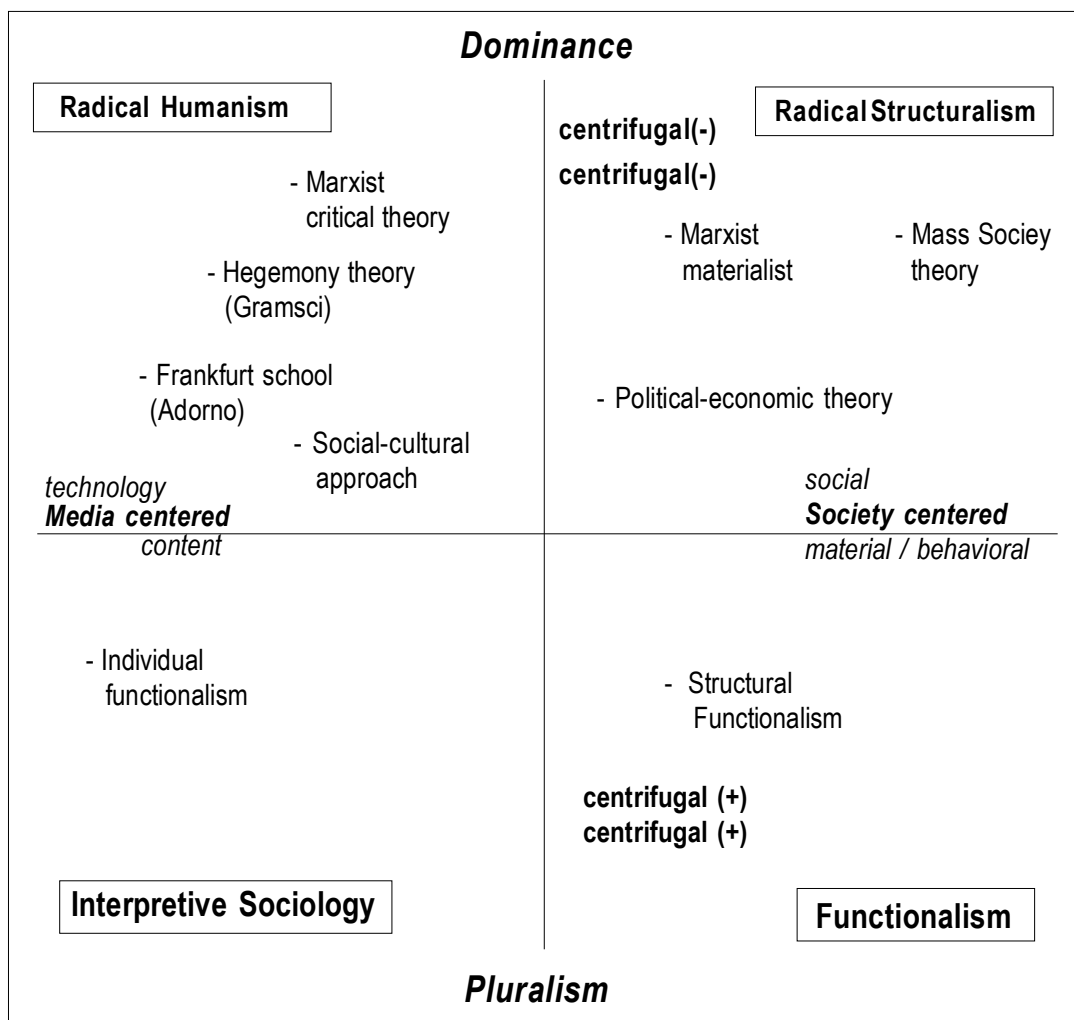 Dominance
Radical Humanism
Radical Structuralism
centrifugal(-)
centrifugal(-)
- Marxist
critical theory
- Marxist
materialist
- Mass Sociey
theory
- Hegemony theory
(Gramsci)
- Frankfurt school
(Adorno)
- Political-economic theory
- Social-cultural
approach
technology
Media centered
content
social
Society centered
material / behavioral
- Individual
functionalism
- Structural
Functionalism
centrifugal (+)
centrifugal (+)
Interpretive Sociology
Functionalism
Pluralism